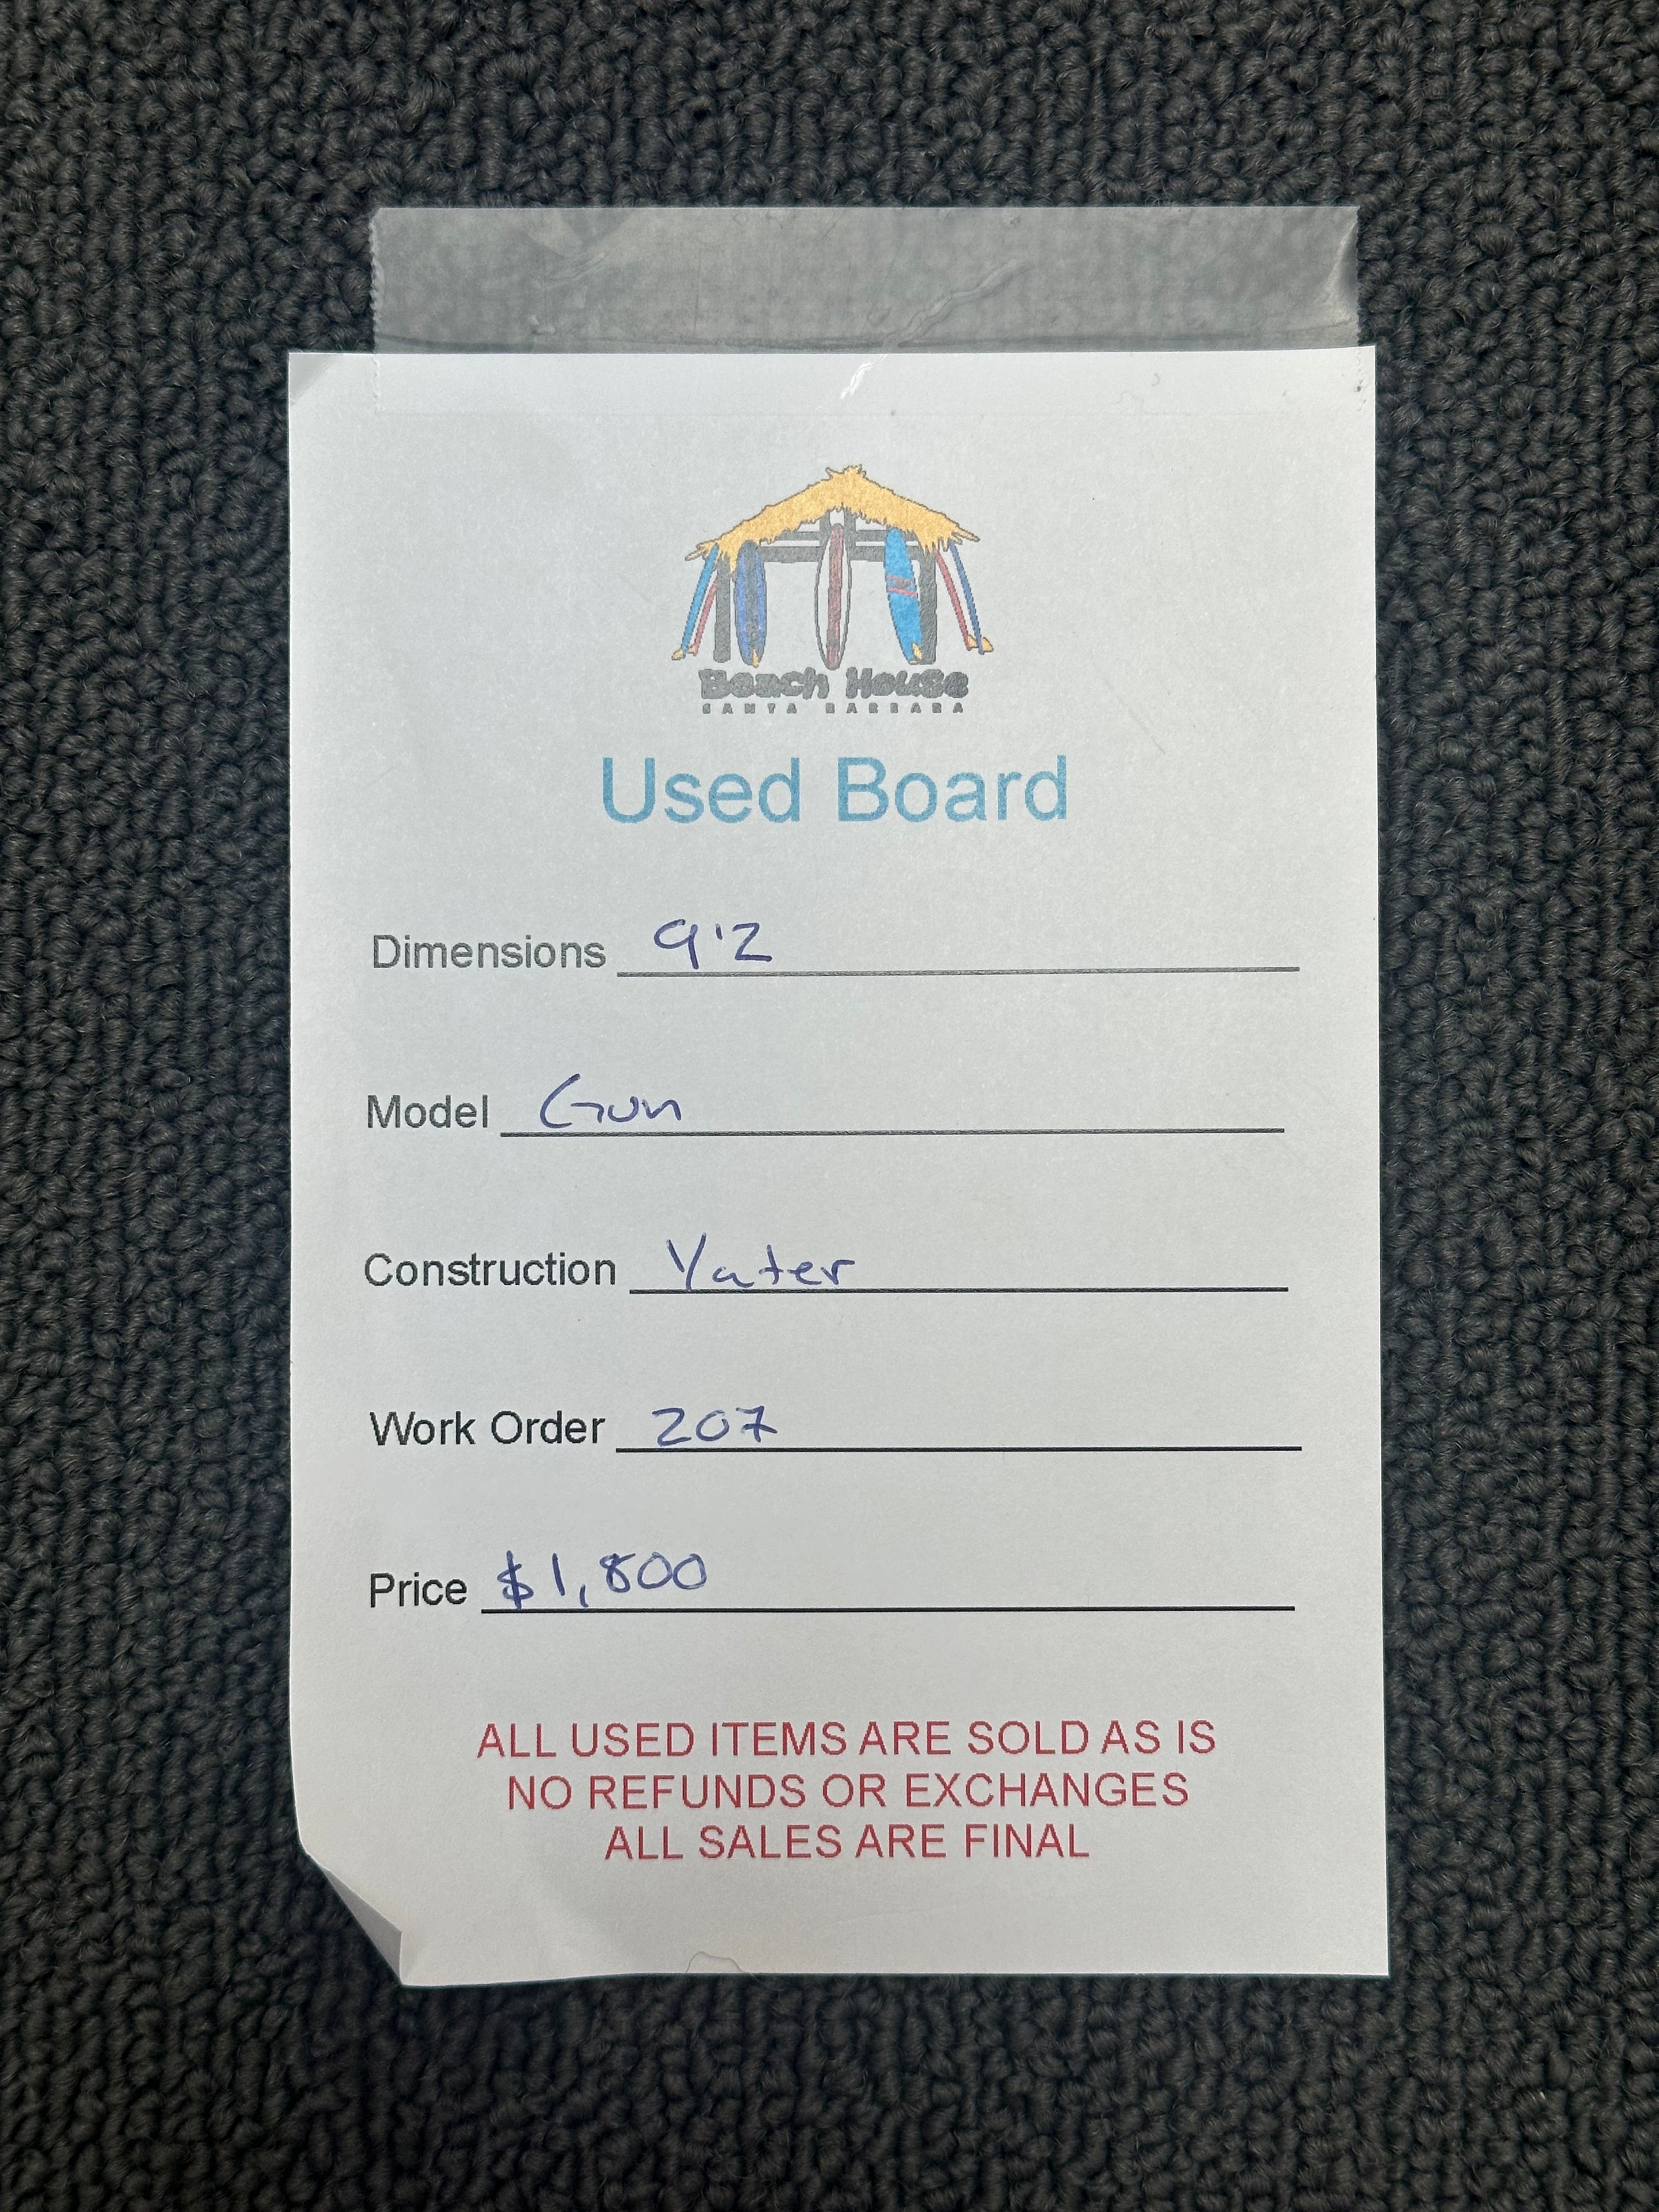 Beach House
SANTA BARBARA
Used Board
Dimensions 9'2
Model Gun
Construction Yater
Work Order 207
Price $1,800
ALL USED ITEMS ARE SOLD AS IS
NO REFUNDS OR EXCHANGES
ALL SALES ARE FINAL